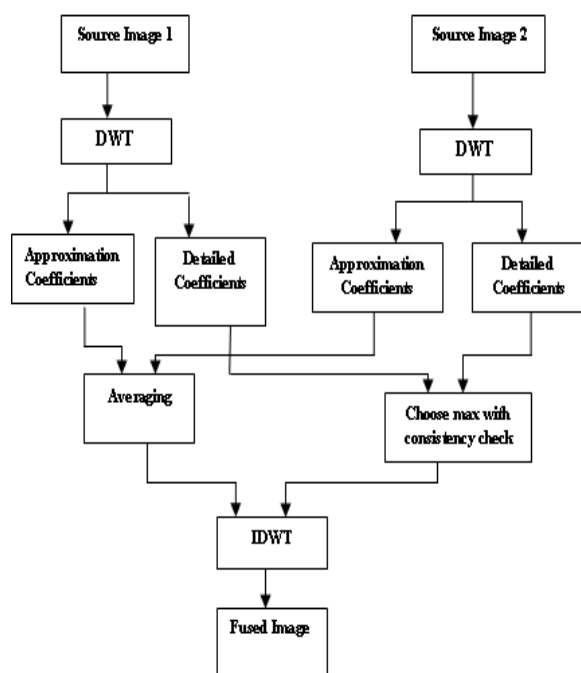 Source Image 1
Source Image 2
DWT
DWT
Approximation
Coefficients
Detailed
Coefficients
Approximation
Coefficients
Detailed
Coefficients
Averaging
Choose max with
consistency check
IDWT
Fused Image